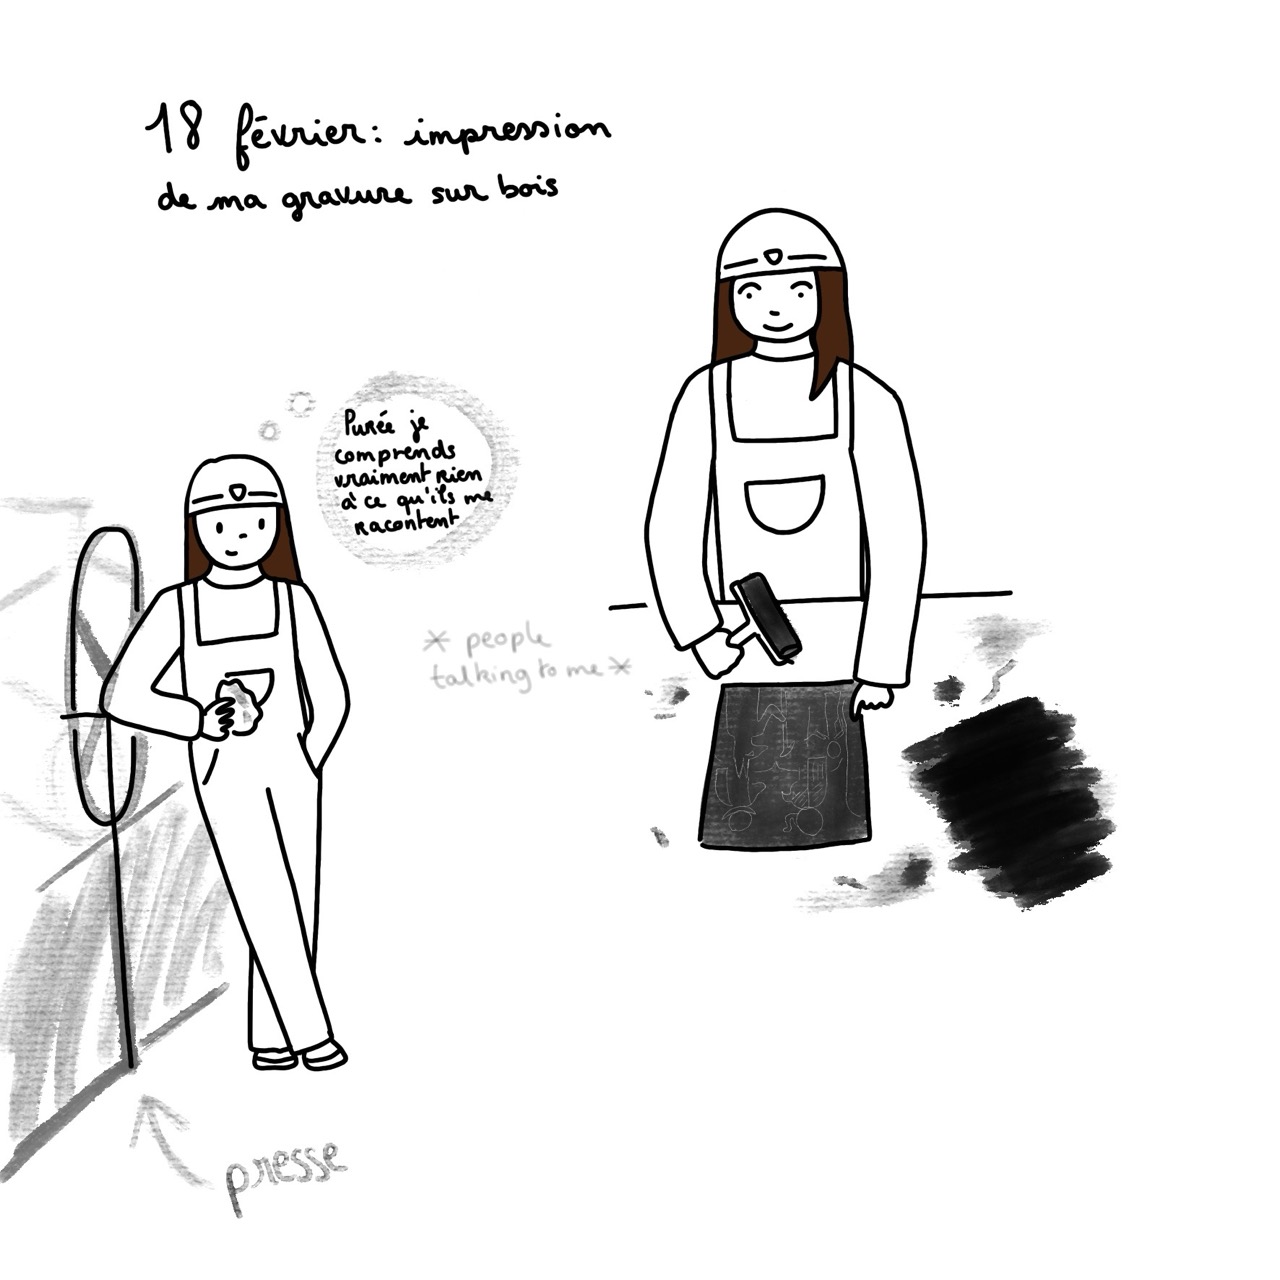 18 février: impression
de ma gravure sur bois
Purée je
comprends
vraiment rien
à ce qu'ils me
racontent
* people
talking to me *
presse